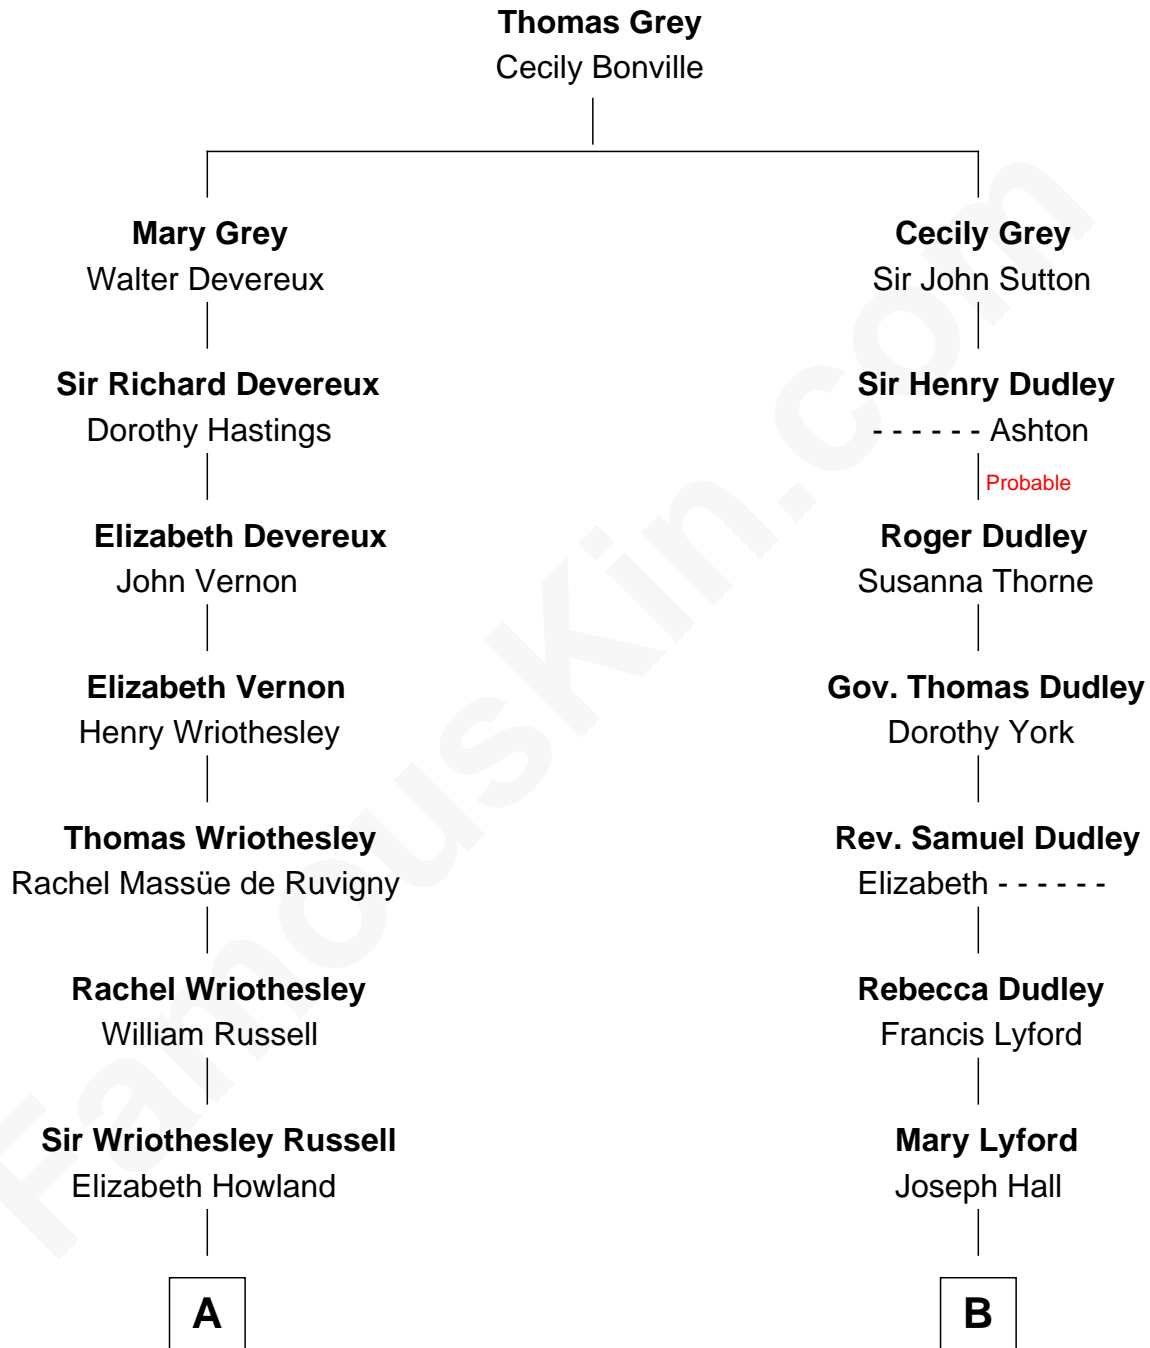 Thomas Grey
Cecily Bonville
Mary Grey
Walter Devereux
Cecily Grey
Sir John Sutton
Sir Richard Devereux
Dorothy Hastings
Sir Henry Dudley
- - - - - - Ashton
Probable
Elizabeth Devereux
John Vernon
Roger Dudley
Susanna Thorne
Elizabeth Vernon
Henry Wriothesley
Gov. Thomas Dudley
Dorothy York
Thomas Wriothesley
Rachel Massüe de Ruvigny
Rev. Samuel Dudley
Elizabeth - - - - - -
Rachel Wriothesley
William Russell
Rebecca Dudley
Francis Lyford
Sir Wriothesley Russell
Elizabeth Howland
Mary Lyford
Joseph Hall
A
B
FamousKin.com